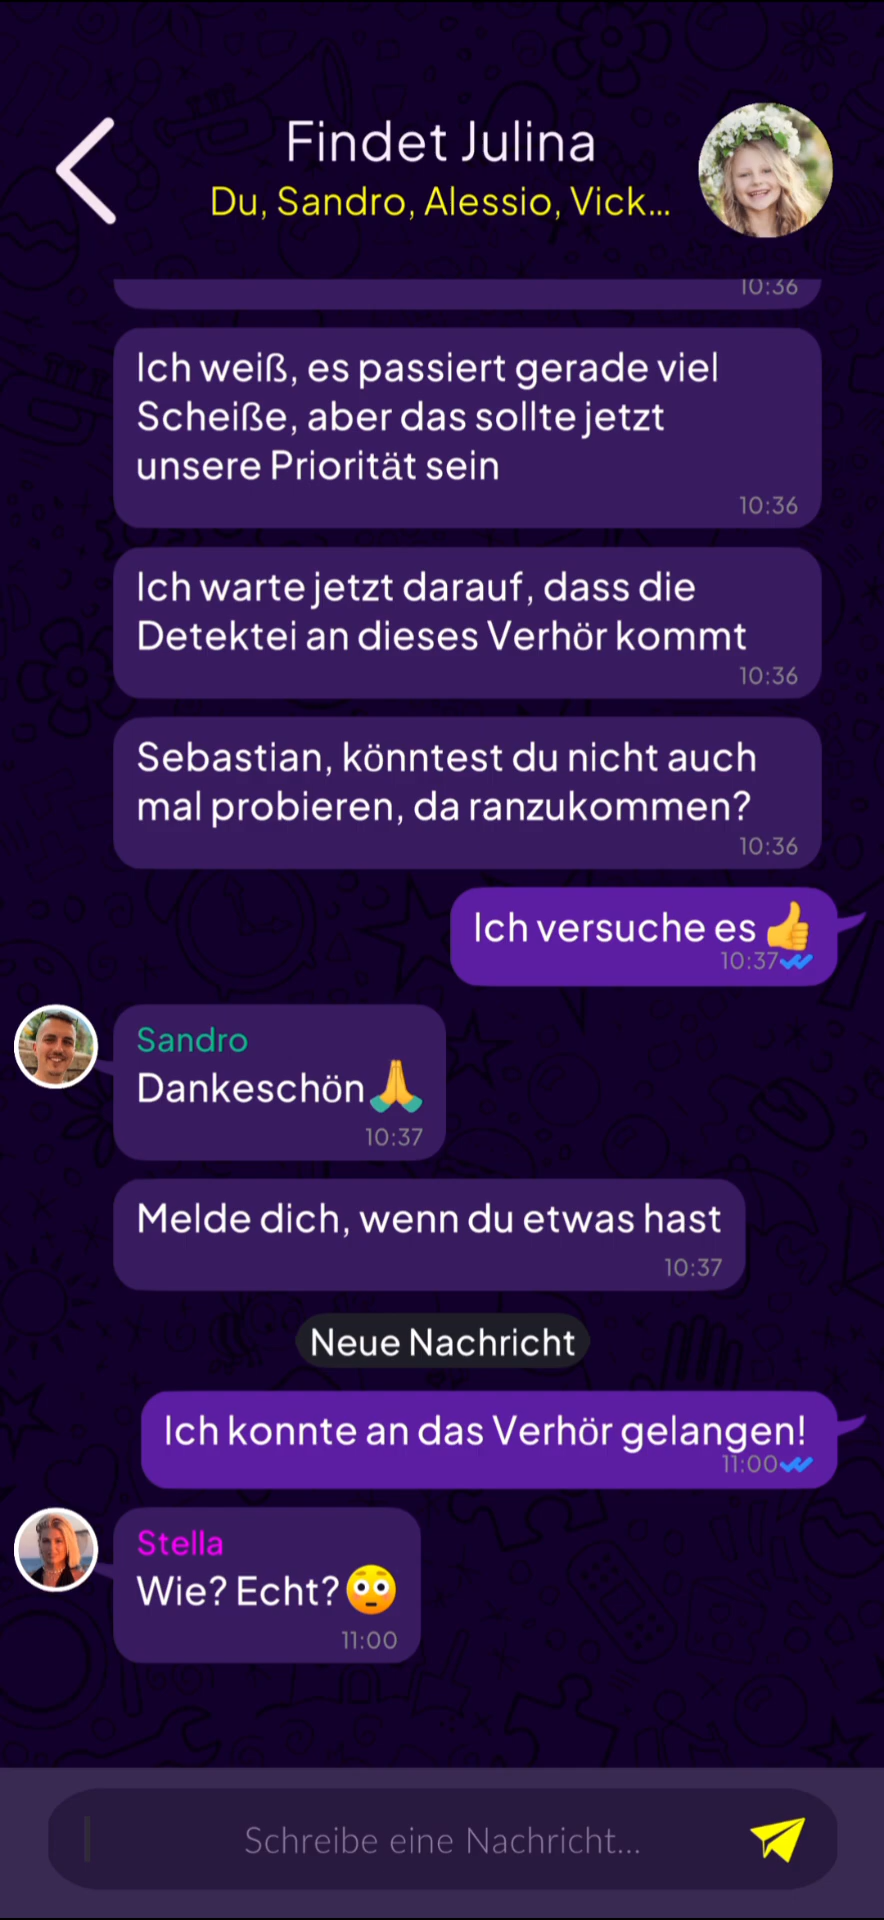 Findet Julina
Du, Sandro, Alessio, Vick...
10:36
Ich weiß, es passiert gerade viel
Scheiße, aber das sollte jetzt
unsere Priorität sein
10:36
Ich warte jetzt darauf, dass die
Detektei an dieses Verhör kommt
10:36
Sebastian, könntest du nicht auch
mal probieren, da ranzukommen?
10:36
Ich versuche es 👍
10:37
Sandro
Dankeschön🙏
10:37
Melde dich, wenn du etwas hast
10:37
Neue Nachricht
Ich konnte an das Verhör gelangen!
11:00
Stella
Wie? Echt?😳
11:00
Schreibe eine Nachricht...